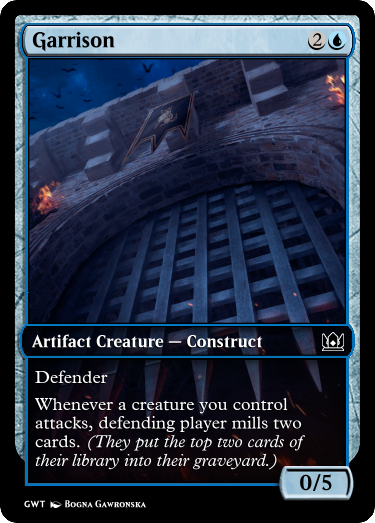 Garrison 2
Artifact Creature — Construct
Defender
Whenever a creature you control
attacks, defending player mills two
cards. (They put the top two cards of
their library into their graveyard.)
0/5
GWT BOGNA GAWRONSKA